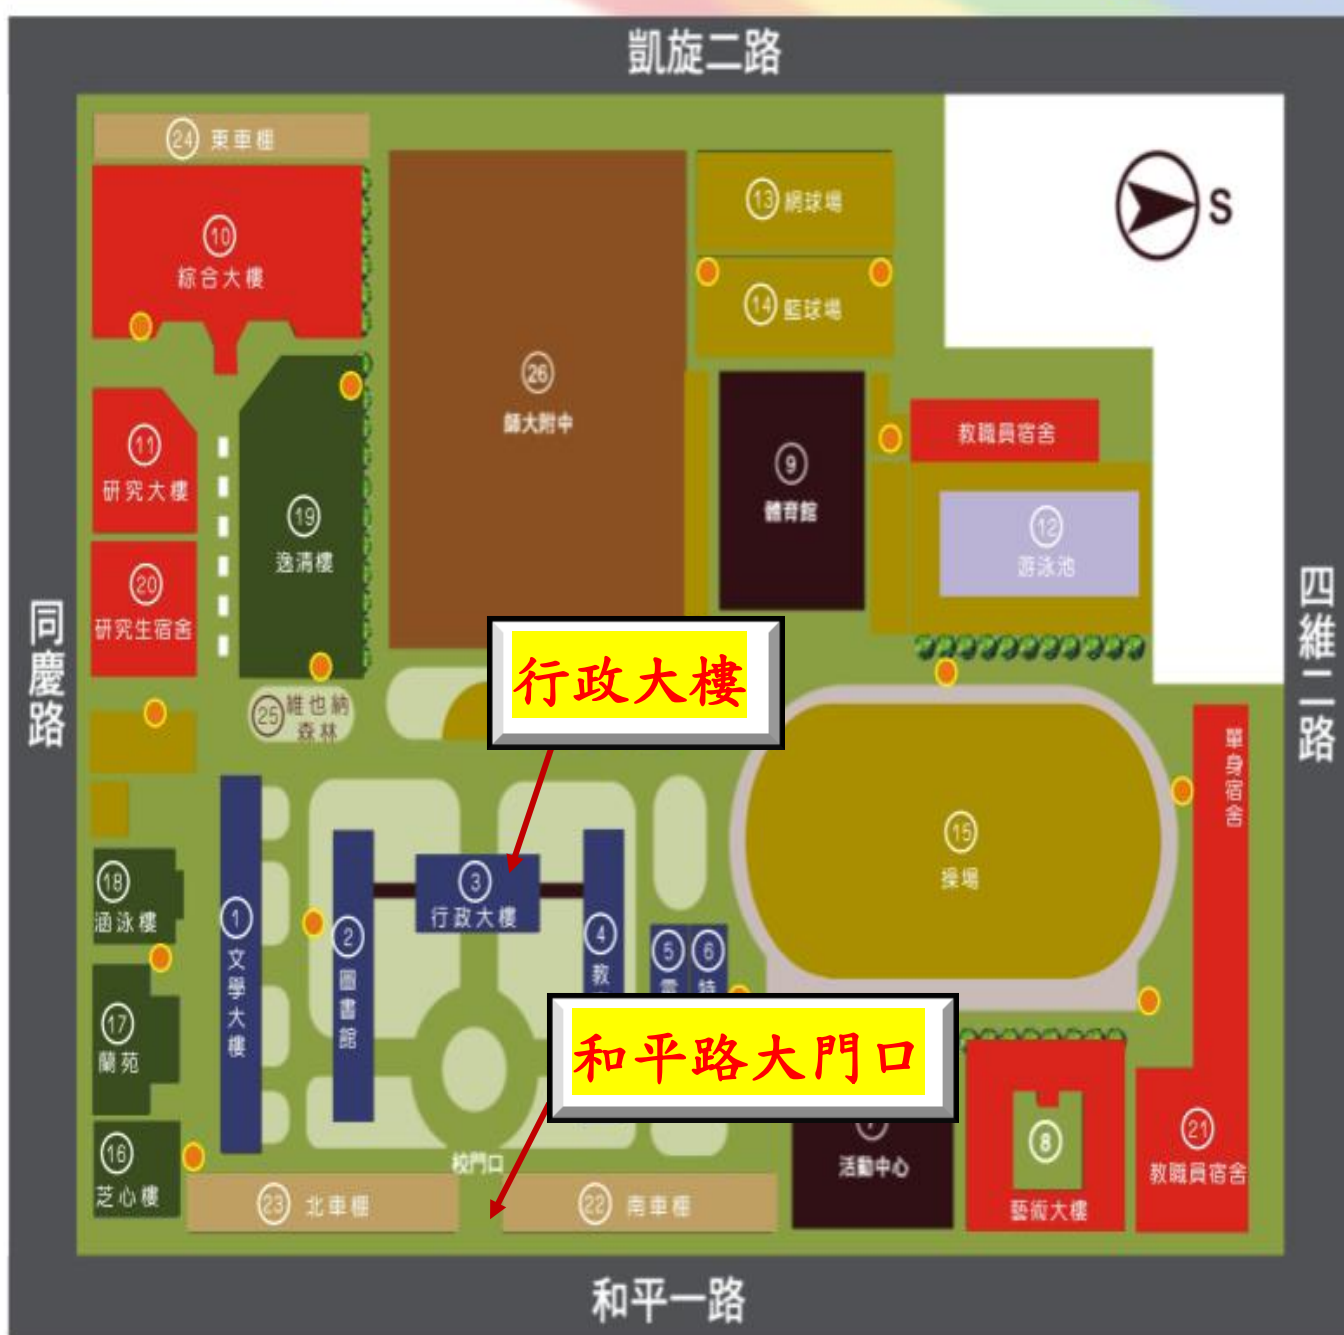 凱旋二路
24 東車棚
10
綜合大樓
13 網球場
S
14 籃球場
26
師大附中
11
研究大樓
9
體育館
教職員宿舍
12
游泳池
19
逸清樓
20
研究生宿舍
同慶路
四維二路
行政大樓
25 維也納
森林
單身宿舍
15
操場
18
涵泳樓
1
文學大樓
2
圖書館
3
行政大樓
4
教
5
6
特
17
蘭苑
和平路大門口
16
芝心樓
校門口
活動中心
8
藝術大樓
21
教職員宿舍
23 北車棚
22 南車棚
和平一路